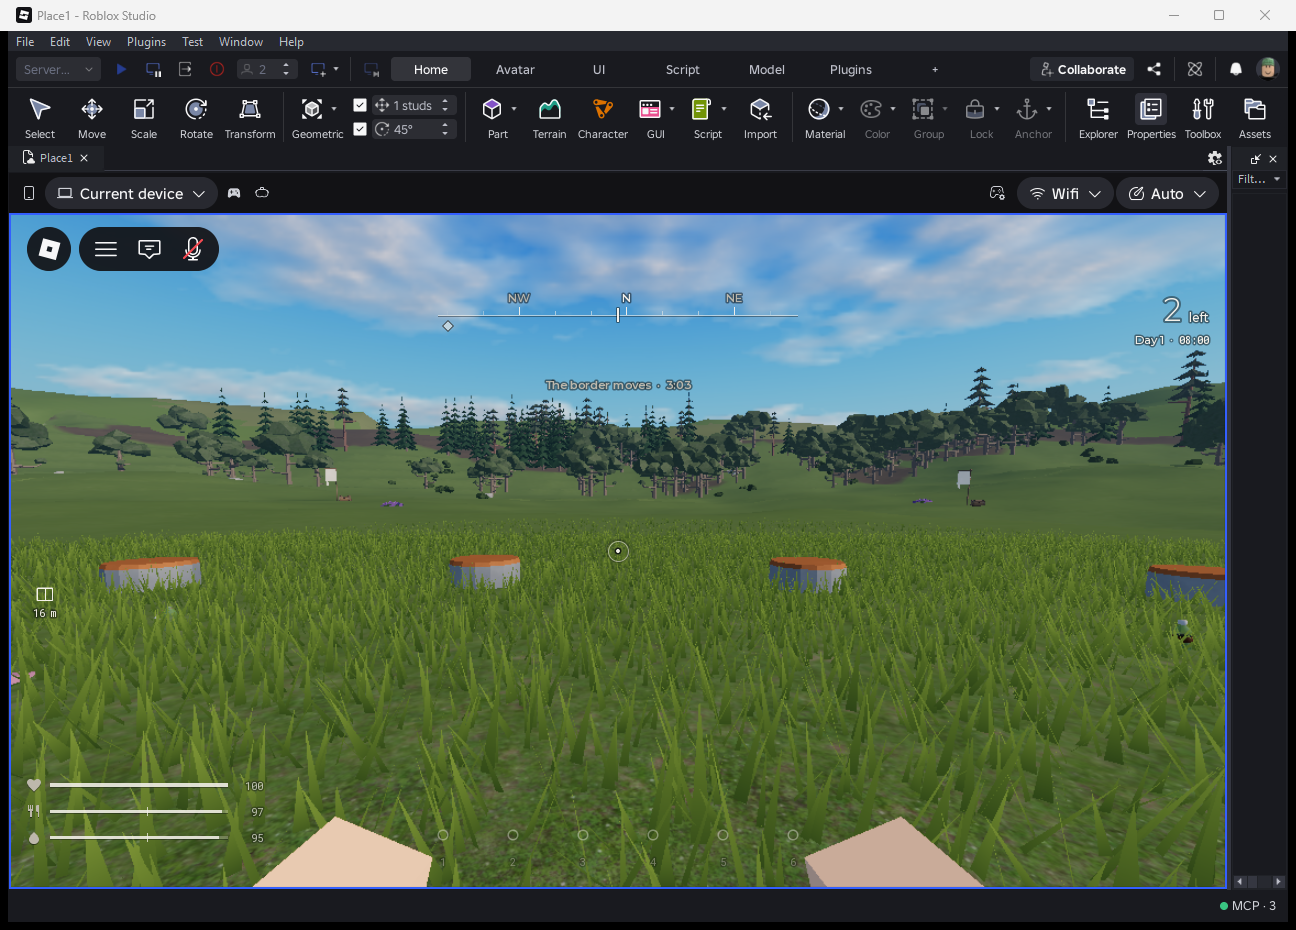 Place1 - Roblox Studio
File Edit View Plugins Test Window Help
Server... 2 Home Avatar UI Script Model Plugins + Collaborate
1 studs
45°
Select Move Scale Rotate Transform Geometric Part Terrain Character GUI Script Import Material Color Group Lock Anchor Explorer Properties Toolbox Assets
Place1
Filt...
Current device Wifi Auto
NW N NE
2 left
Day1 · 08:00
The border moves · 3:03
16 m
100
97
95
1 2 3 4 5 6
MCP · 3